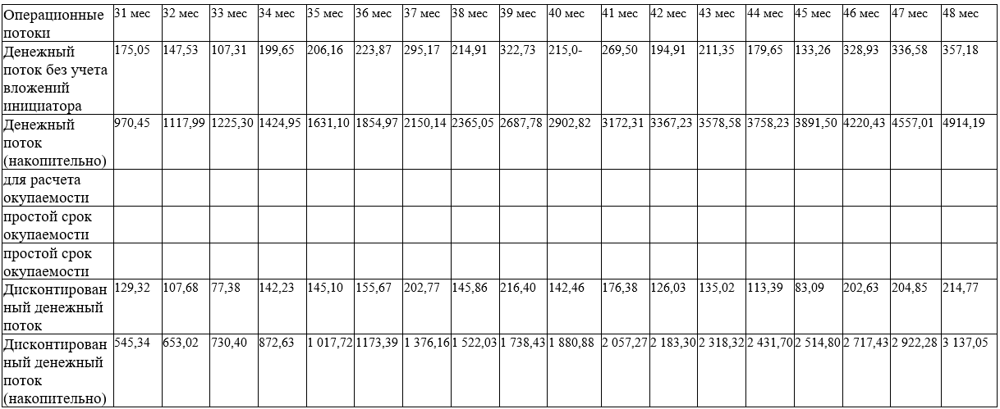 Операционные потоки 31 мес 32 мес 33 мес 34 мес 35 мес 36 мес 37 мес 38 мес 39 мес 40 мес 41 мес 42 мес 43 мес 44 мес 45 мес 46 мес 47 мес 48 мес
Денежный 175,05 147,53 107,31 199,65 206,16 223,87 295,17 214,91 322,73 215,0- 269,50 194,91 211,35 179,65 133,26 328,93 336,58 357,18
поток без учета
вложений
инициатора
Денежный 970,45 1117,99 1225,30 1424,95 1631,10 1854,97 2150,14 2365,05 2687,78 2902,82 3172,31 3367,23 3578,58 3758,23 3891,50 4220,43 4557,01 4914,19
поток
(накопительно)
для расчета
окупаемости
простой срок
окупаемости
простой срок
окупаемости
Дисконтирован 129,32 107,68 77,38 142,23 145,10 155,67 202,77 145,86 216,40 142,46 176,38 126,03 135,02 113,39 83,09 202,63 204,85 214,77
ный денежный
поток
Дисконтирован 545,34 653,02 730,40 872,63 1 017,72 1173,39 1 376,16 1 522,03 1 738,43 1 880,88 2 057,27 2 183,30 2 318,32 2 431,70 2 514,80 2 717,43 2 922,28 3 137,05
ный денежный
поток
(накопительно)